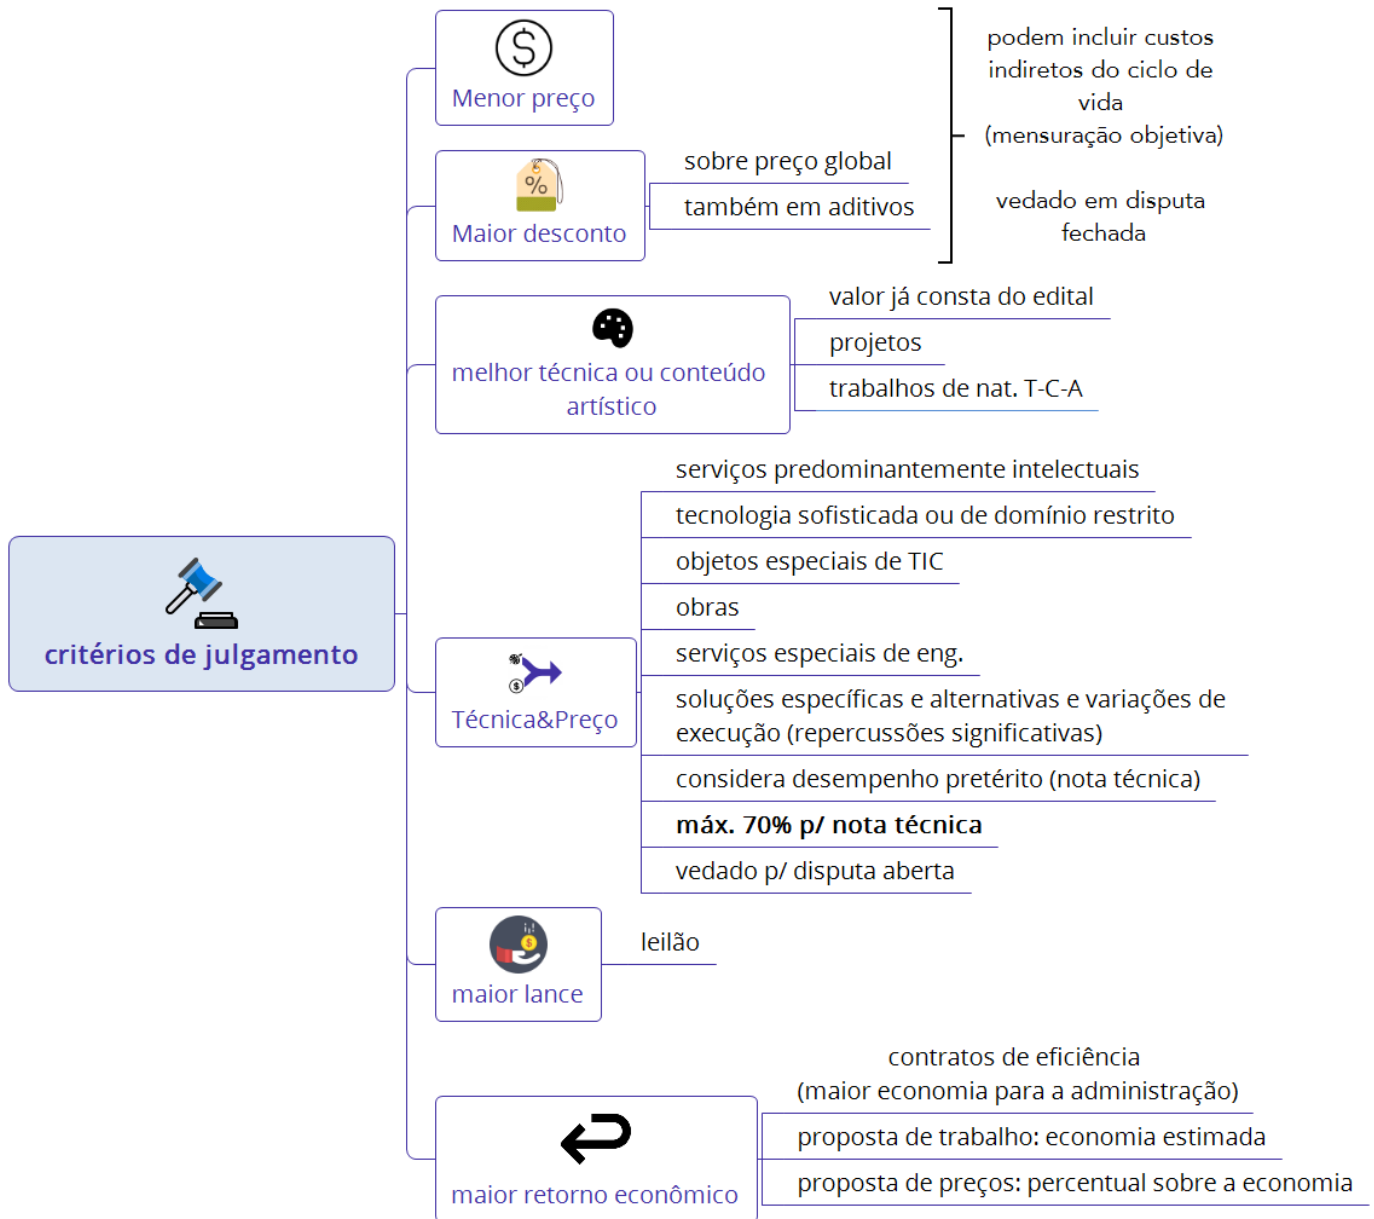 $
Menor preço
podem incluir custos
indiretos do ciclo de
vida
(mensuração objetiva)
vedado em disputa
fechada
%
Maior desconto
sobre preço global
também em aditivos
melhor técnica ou conteúdo
artístico
valor já consta do edital
projetos
trabalhos de nat. T-C-A
critérios de julgamento
$
Técnica&Preço
serviços predominantemente intelectuais
tecnologia sofisticada ou de domínio restrito
objetos especiais de TIC
obras
serviços especiais de eng.
soluções específicas e alternativas e variações de
execução (repercussões significativas)
considera desempenho pretérito (nota técnica)
máx. 70% p/ nota técnica
vedado p/ disputa aberta
$
maior lance
leilão
maior retorno econômico
contratos de eficiência
(maior economia para a administração)
proposta de trabalho: economia estimada
proposta de preços: percentual sobre a economia